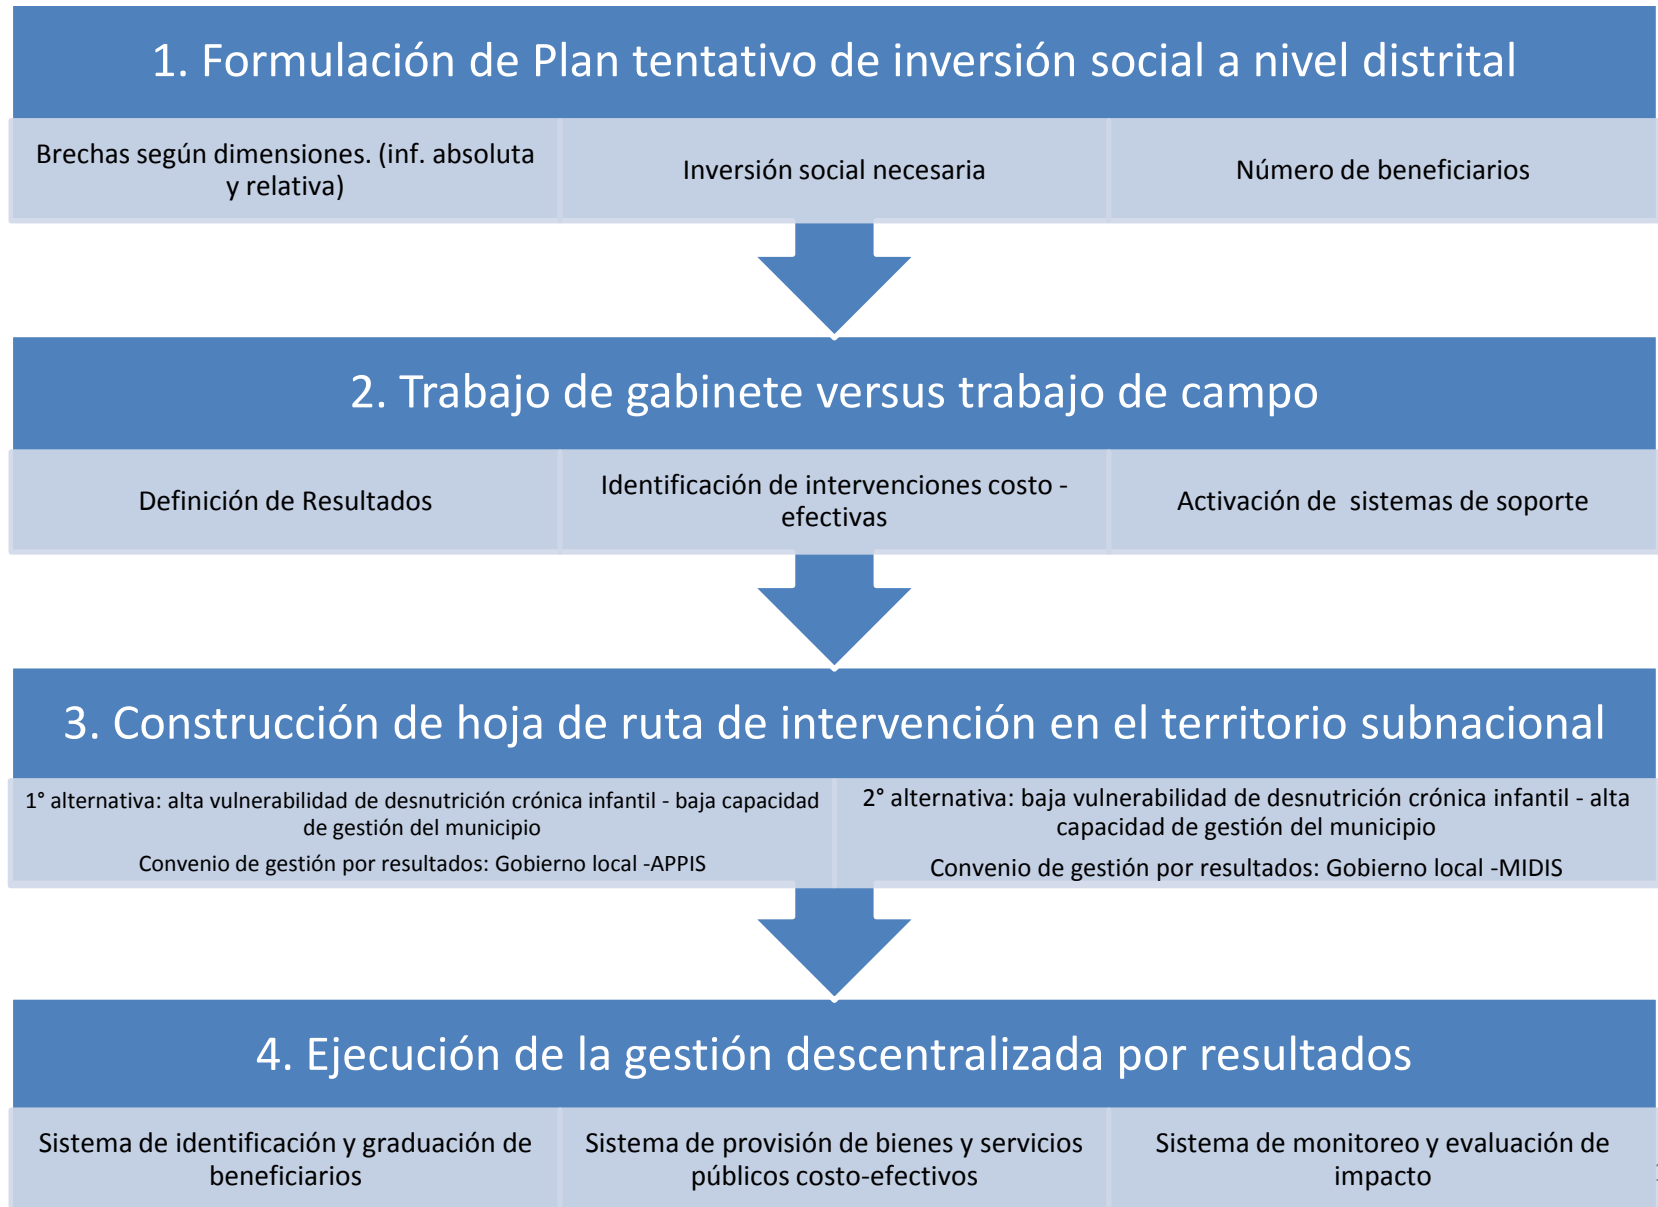 1. Formulación de Plan tentativo de inversión social a nivel distrital
Brechas según dimensiones. (inf. absoluta
y relativa)
Inversión social necesaria
Número de beneficiarios
2. Trabajo de gabinete versus trabajo de campo
Definición de Resultados
Identificación de intervenciones costo -
efectivas
Activación de  sistemas de soporte
3. Construcción de hoja de ruta de intervención en el territorio subnacional
1° alternativa: alta vulnerabilidad de desnutrición crónica infantil - baja capacidad
de gestión del municipio
Convenio de gestión por resultados: Gobierno local -APPIS
2° alternativa: baja vulnerabilidad de desnutrición crónica infantil - alta
capacidad de gestión del municipio
Convenio de gestión por resultados: Gobierno local -MIDIS
4. Ejecución de la gestión descentralizada por resultados
Sistema de identificación y graduación de
beneficiarios
Sistema de provisión de bienes y servicios
públicos costo-efectivos
Sistema de monitoreo y evaluación de
impacto